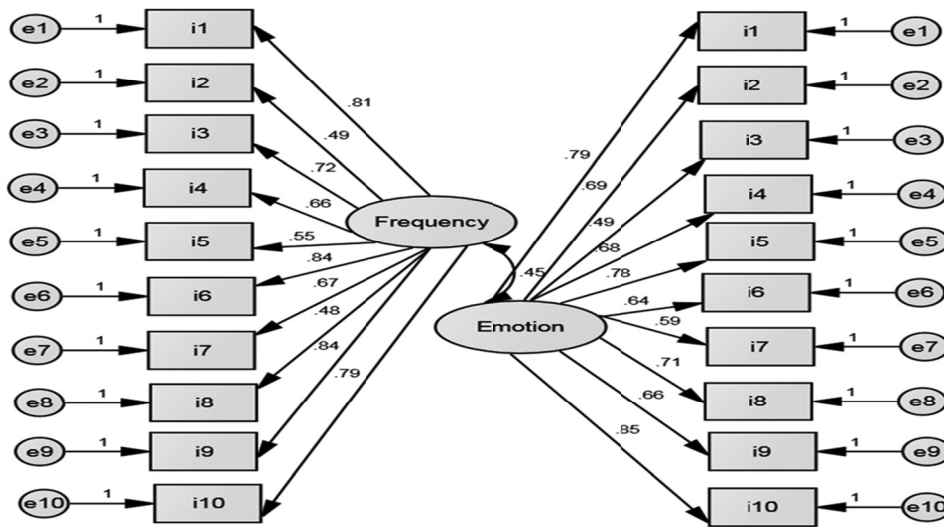 e1 1 i1
e2 1 i2
e3 1 i3
e4 1 i4
e5 1 i5
e6 1 i6
e7 1 i7
e8 1 i8
e9 1 i9
e10 1 i10
.81
.49
.72
.66
.55
.84
.67
.48
.84
.79
Frequency
.45
Emotion
.79
.69
.49
.68
.78
.64
.59
.71
.66
.85
i1 1 e1
i2 1 e2
i3 1 e3
i4 1 e4
i5 1 e5
i6 1 e6
i7 1 e7
i8 1 e8
i9 1 e9
i10 1 e10